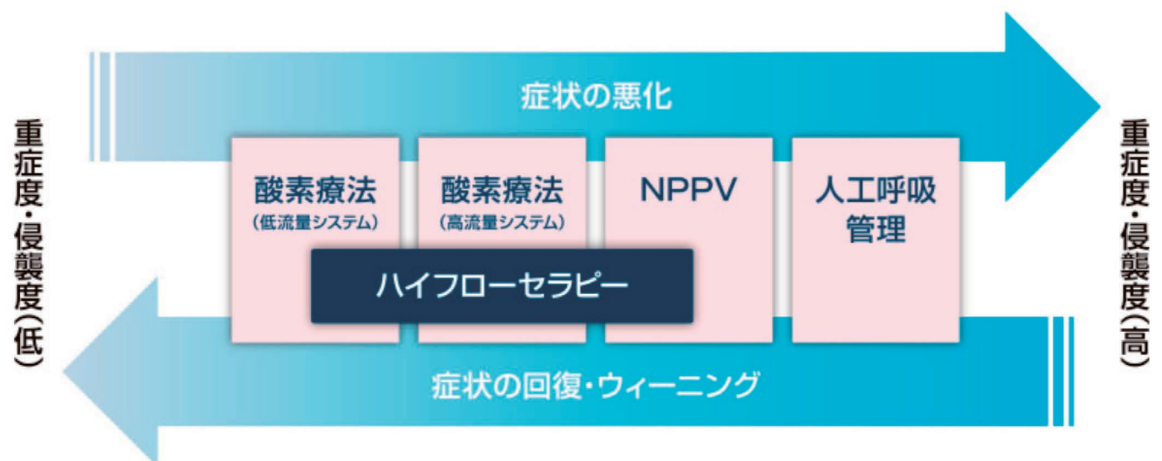 症状の悪化
重症度・侵襲度(低)
重症度・侵襲度(高)
酸素療法
(低流量システム)
酸素療法
(高流量システム)
NPPV
人工呼吸
管理
ハイフローセラピー
症状の回復・ウィーニング